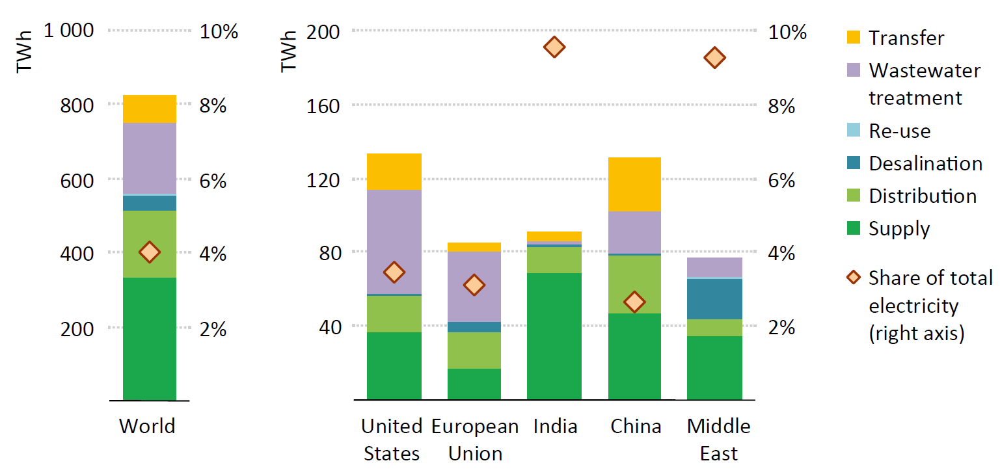 TWh
1 000
800
600
400
200
10%
8%
6%
4%
2%
World
TWh
200
160
120
80
40
10%
8%
6%
4%
2%
United
States
European
Union
India
China
Middle
East
Transfer
Wastewater
treatment
Re-use
Desalination
Distribution
Supply
Share of total
electricity
(right axis)